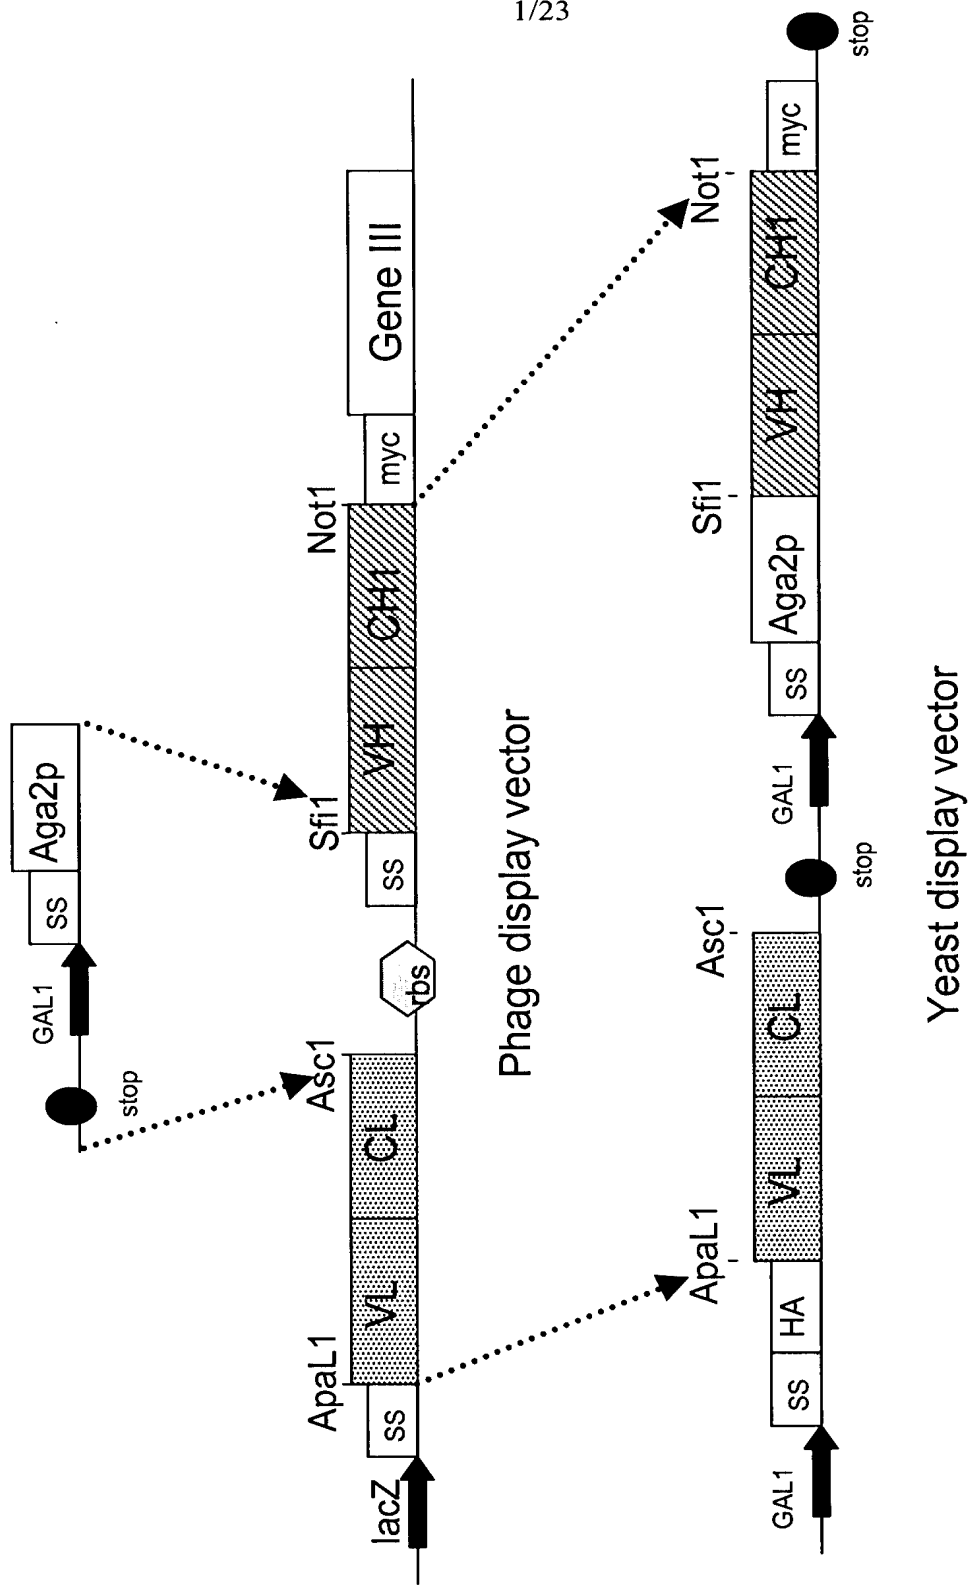 1/23
stop
GAL1
ss
Aga2p
ApaL1
Asc1
Sfi1
Not1
lacZ
ss
VL
CL
rbs
ss
VH
CH1
myc
Gene III
Phage display vector
ApaL1
Asc1
Sfi1
Not1
GAL1
ss
HA
VL
CL
stop
GAL1
ss
Aga2p
VH
CH1
myc
stop
Yeast display vector